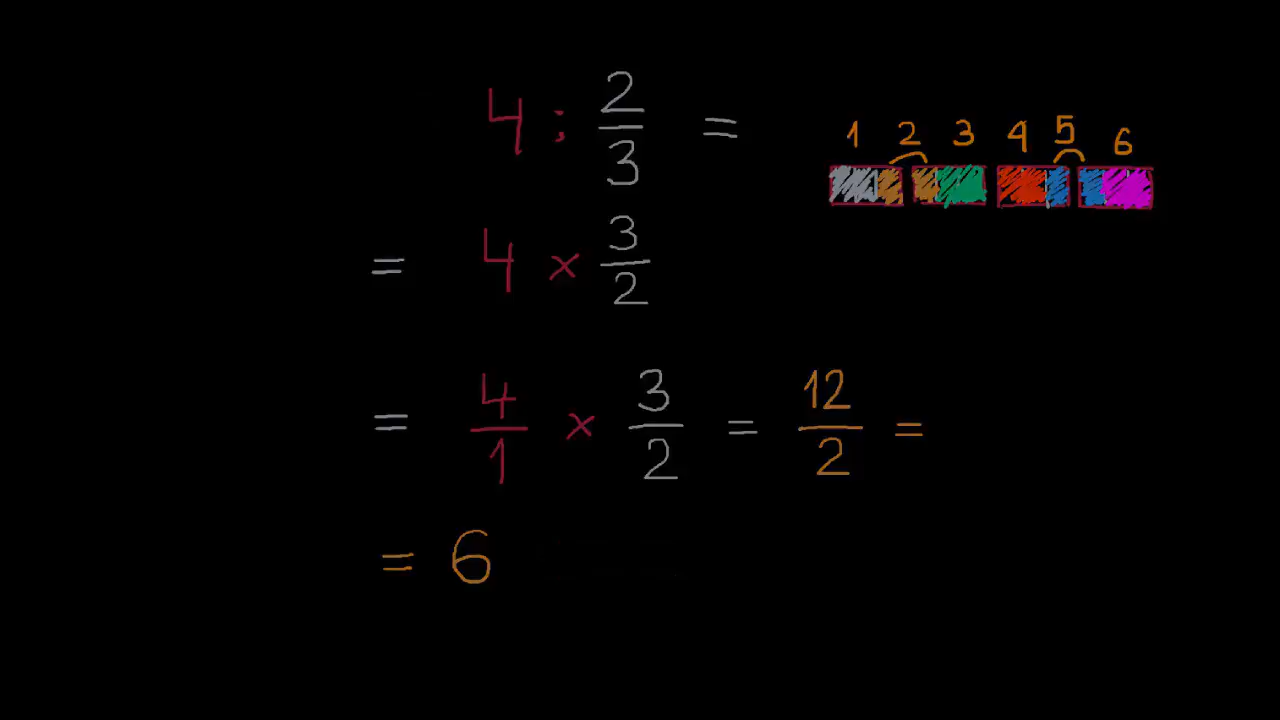 4 : 2/3 =
1 2 3 4 5 6
= 4 × 3/2
= 4/1 × 3/2 = 12/2 =
= 6